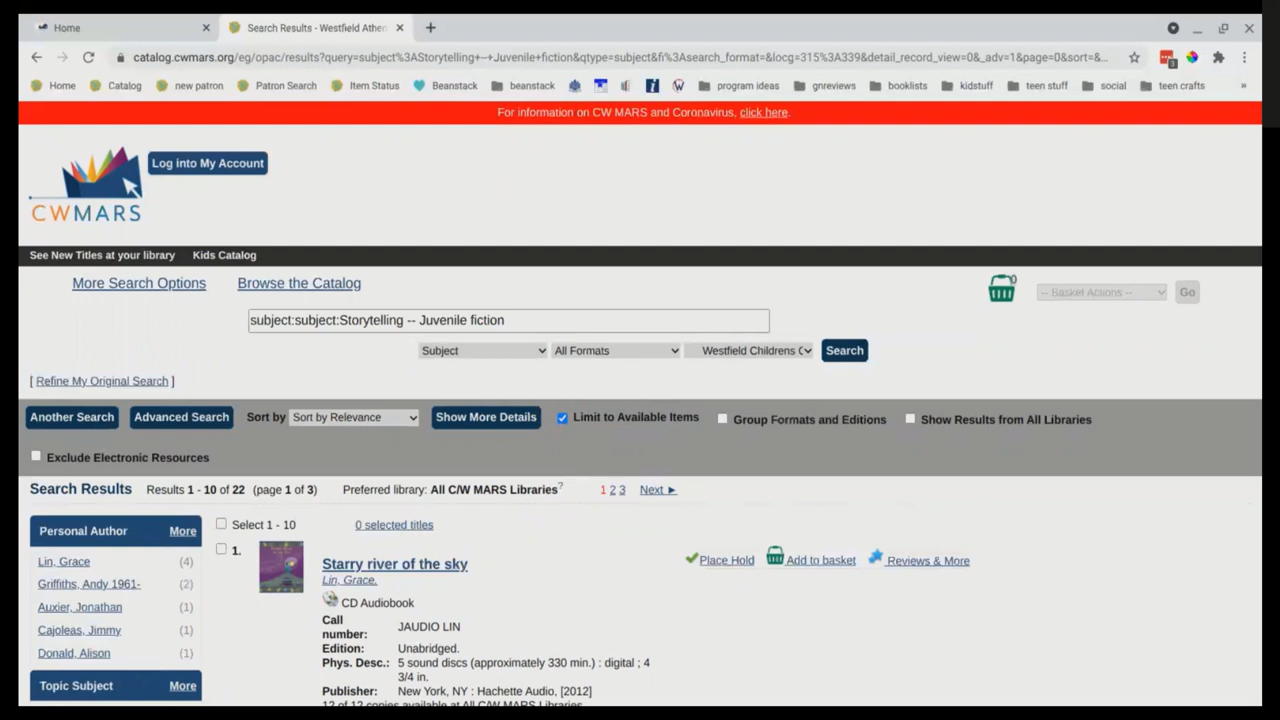 Home
Search Results - Westfield Athen
catalog.cwmars.org/eg/opac/results?query=subject%3AStorytelling+--+Juvenile+fiction&qtype=subject&fi%3Asearch_format=&locg=315%3A339&detail_record_view=0&_adv=1&page=0&sort=&...
Home Catalog new patron Patron Search Item Status Beanstack beanstack program ideas gnreviews booklists kidstuff teen stuff social teen crafts »
For information on CW MARS and Coronavirus, click here.
Log into My Account
CWMARS
See New Titles at your library Kids Catalog
More Search Options Browse the Catalog 0 -- Basket Actions -- Go
subject:subject:Storytelling -- Juvenile fiction
Subject All Formats Westfield Childrens Search
[ Refine My Original Search ]
Another Search Advanced Search Sort by Sort by Relevance Show More Details Limit to Available Items Group Formats and Editions Show Results from All Libraries
Exclude Electronic Resources
Search Results Results 1 - 10 of 22 (page 1 of 3) Preferred library: All C/W MARS Libraries? 1 2 3 Next ►
Personal Author More
Lin, Grace (4)
Griffiths, Andy 1961- (2)
Auxier, Jonathan (1)
Cajoleas, Jimmy (1)
Donald, Alison (1)
Topic Subject More
Select 1 - 10 0 selected titles
1. Starry river of the sky Place Hold Add to basket Reviews & More
Lin, Grace.
CD Audiobook
Call number: JAUDIO LIN
Edition: Unabridged.
Phys. Desc.: 5 sound discs (approximately 330 min.) : digital ; 4
3/4 in.
Publisher: New York, NY : Hachette Audio, [2012]
12 of 12 copies available at All C/W MARS Libraries.